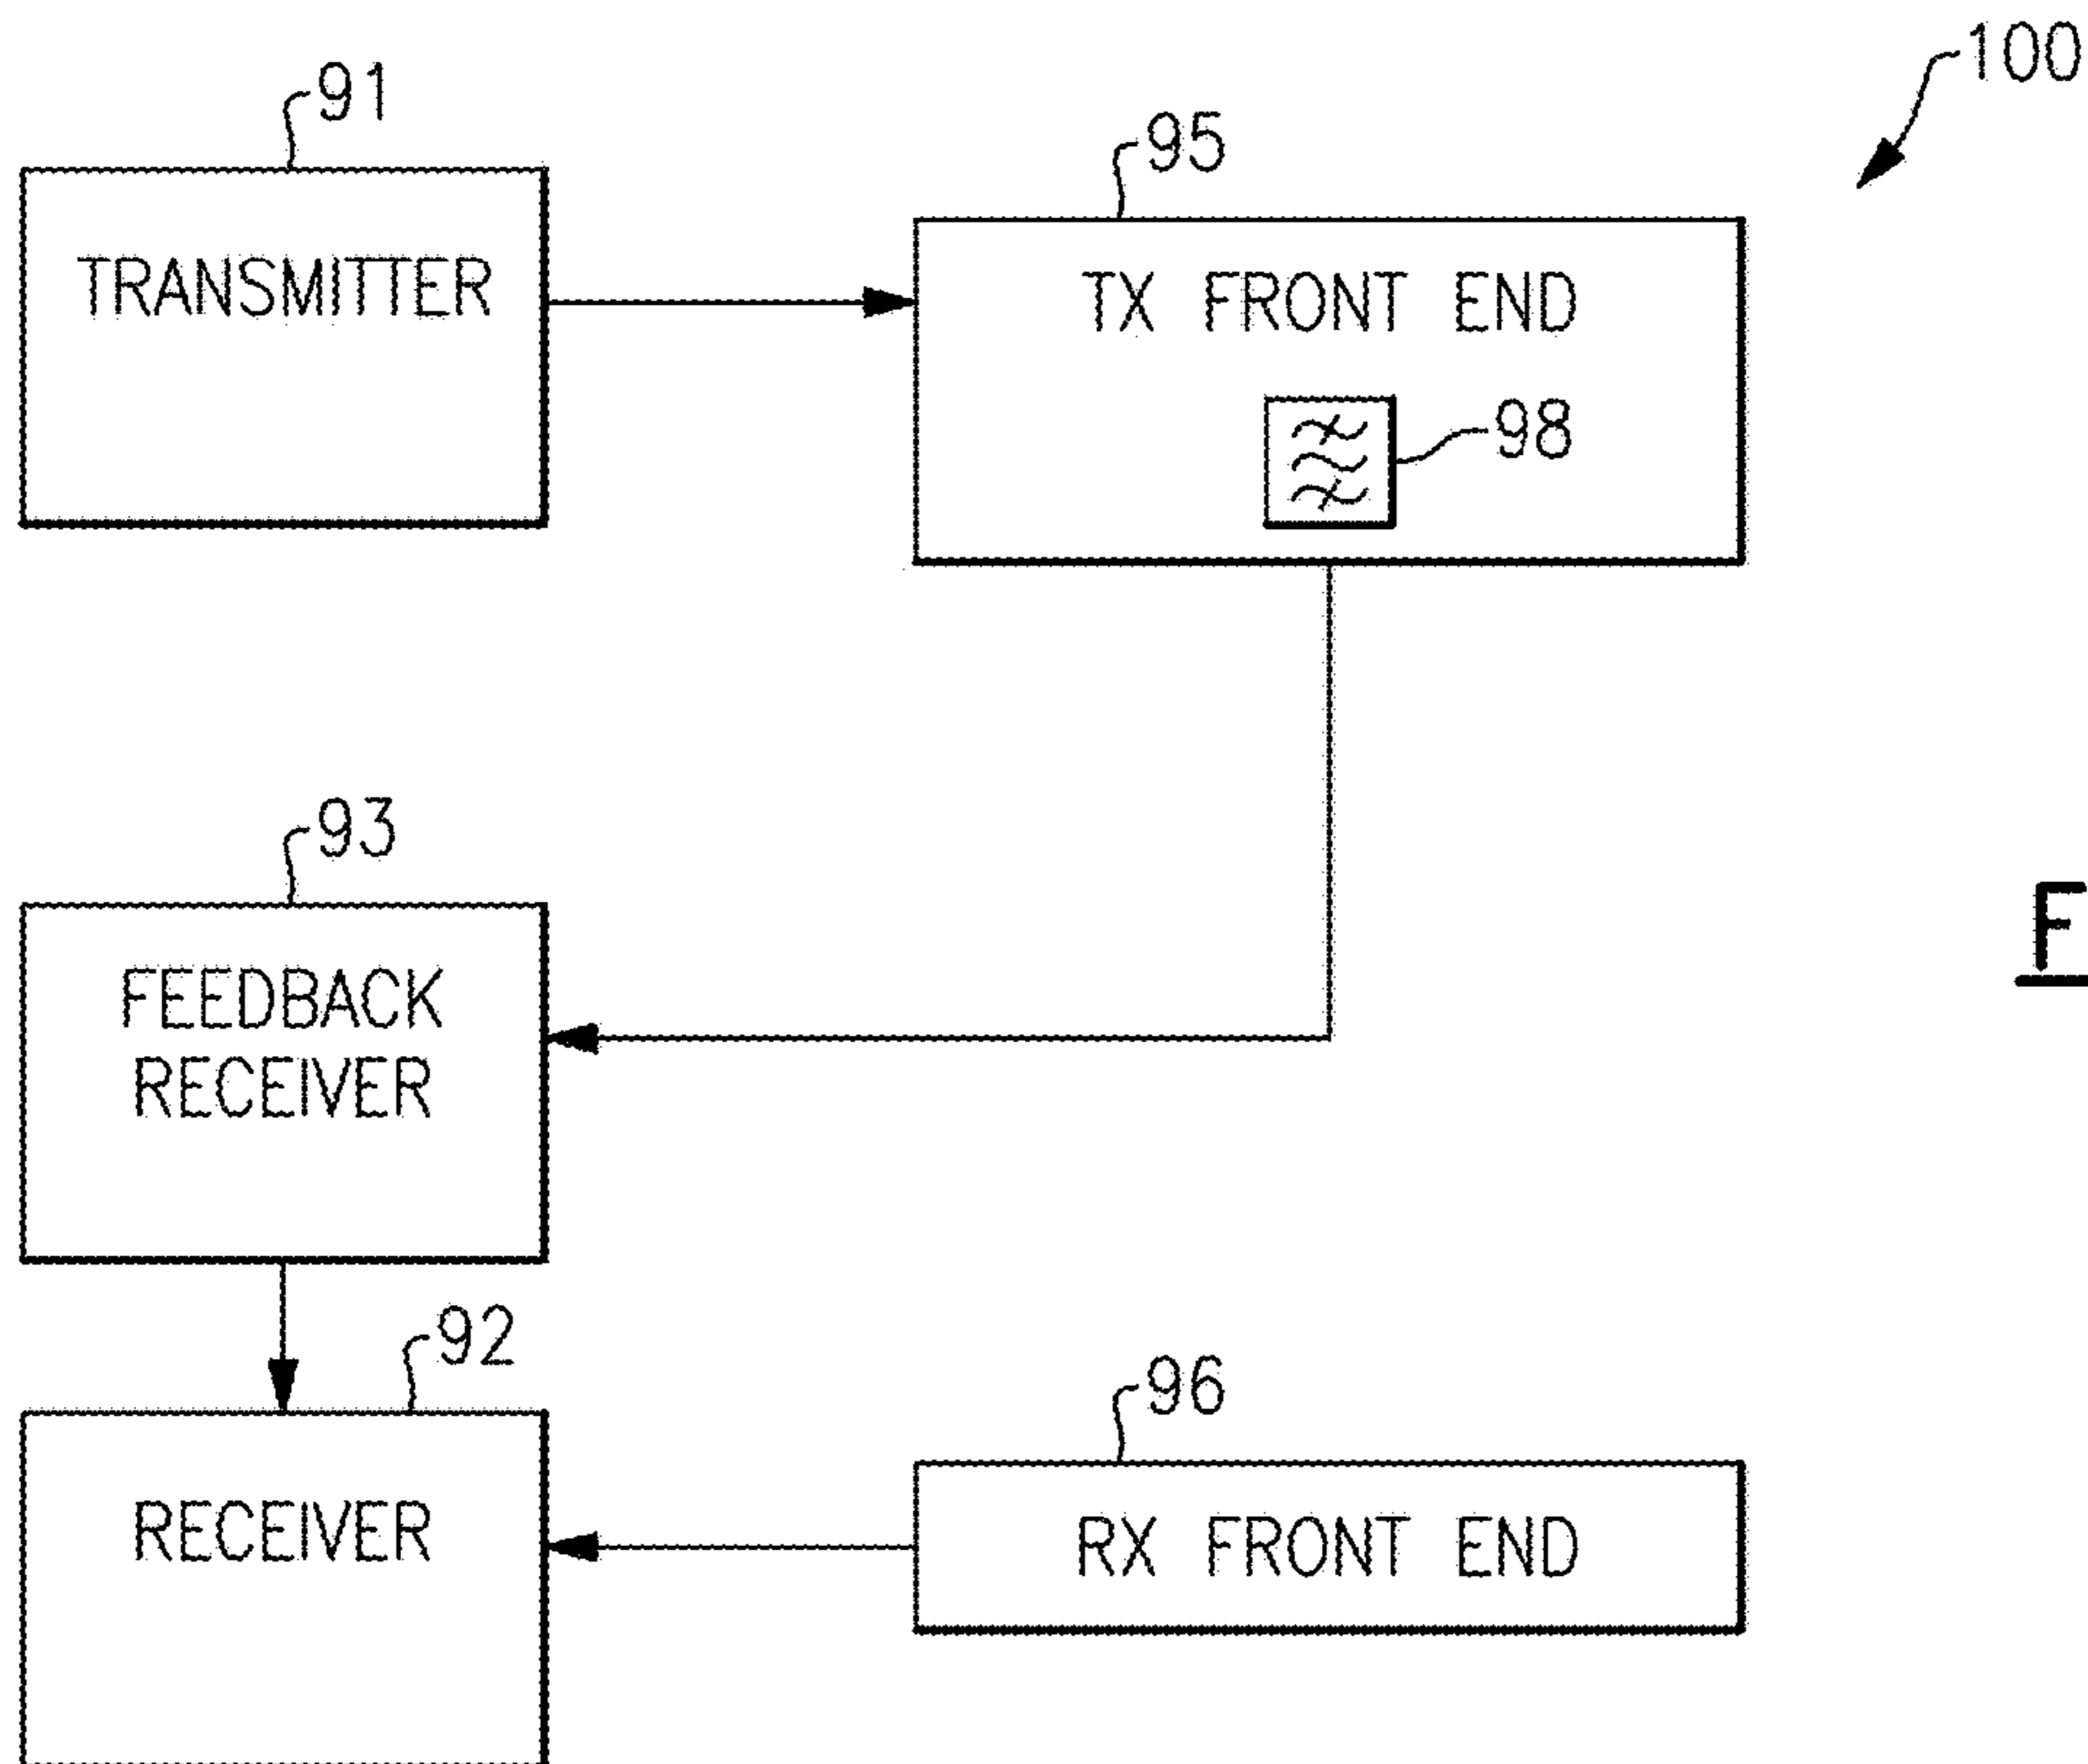 100
91
95
TRANSMITTER
TX FRONT END
98
93
F
FEEDBACK
RECEIVER
92
96
RECEIVER
RX FRONT END